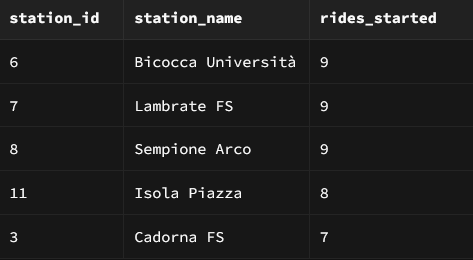 station_id station_name rides_started
6 Bicocca Università 9
7 Lambrate FS 9
8 Sempione Arco 9
11 Isola Piazza 8
3 Cadorna FS 7